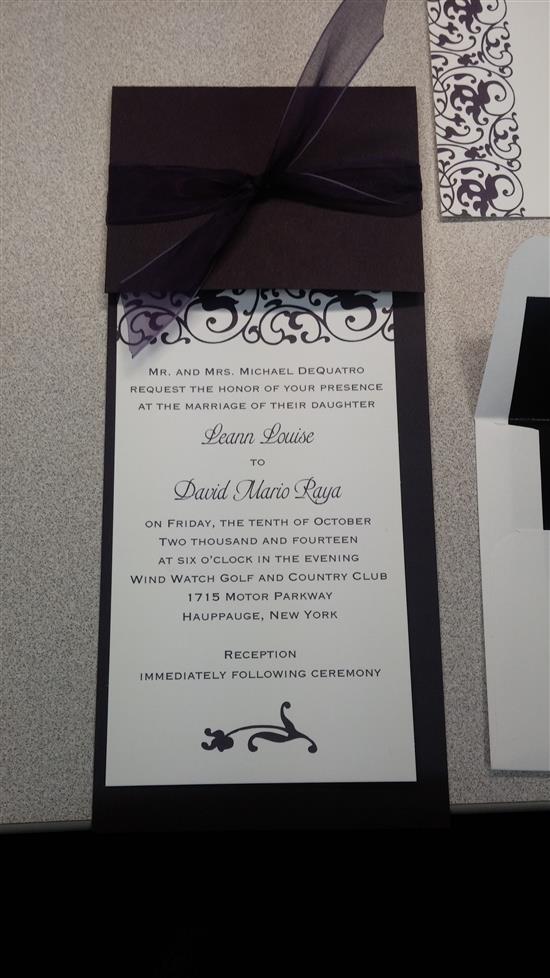 Mr. and Mrs. Michael DeQuatro
request the honor of your presence
at the marriage of their daughter
Leann Louise
to
David Mario Raya
on Friday, the tenth of October
Two thousand and fourteen
at six o'clock in the evening
Wind Watch Golf and Country Club
1715 Motor Parkway
Hauppauge, New York
Reception
immediately following ceremony